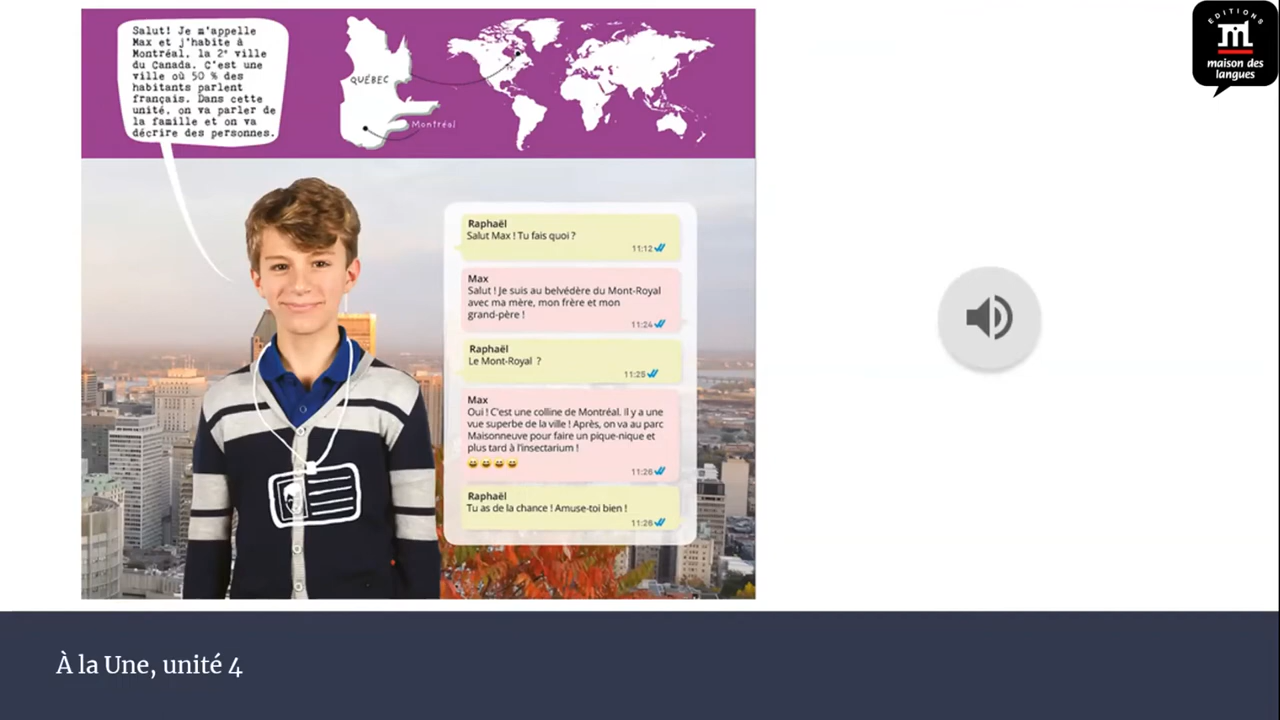 Salut! Je m'appelle
Max et j'habite à
Montréal, la 2e ville
du Canada. C'est une
ville où 50 % des
habitants parlent
français. Dans cette
unité, on va parler de
la famille et on va
décrire des personnes.
QUÉBEC
Montréal
EDITIONS
maison des
langues
Raphaël
Salut Max ! Tu fais quoi ?
11:12
Max
Salut ! Je suis au belvédère du Mont-Royal
avec ma mère, mon frère et mon
grand-père !
11:24
Raphaël
Le Mont-Royal ?
11:25
Max
Oui ! C'est une colline de Montréal. il y a une
vue superbe de la ville ! Après, on va au parc
Maisonneuve pour faire un pique-nique et
plus tard à l'insectarium !
11:26
Raphaël
Tu as de la chance ! Amuse-toi bien !
11:26
À la Une, unité 4